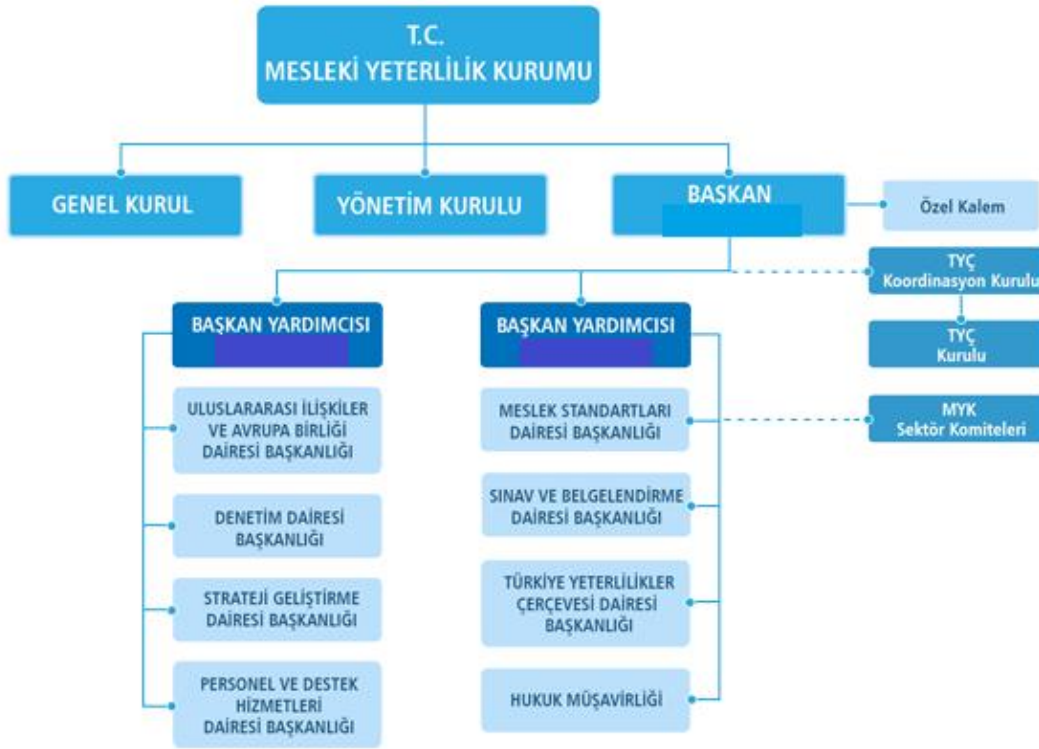 T.C.
MESLEKİ YETERLİLİK KURUMU
GENEL KURUL
YÖNETİM KURULU
BAŞKAN
Özel Kalem
TYÇ
Koordinasyon Kurulu
TYÇ
Kurulu
MYK
Sektör Komiteleri
BAŞKAN YARDIMCISI
ULUSLARARASI İLİŞKİLER
VE AVRUPA BİRLİĞİ
DAİRESİ BAŞKANLIĞI
DENETİM DAİRESİ
BAŞKANLIĞI
STRATEJİ GELİŞTİRME
DAİRESİ BAŞKANLIĞI
PERSONEL VE DESTEK
HİZMETLERİ
DAİRESİ BAŞKANLIĞI
BAŞKAN YARDIMCISI
MESLEK STANDARTLARI
DAİRESİ BAŞKANLIĞI
SINAV VE BELGELENDİRME
DAİRESİ BAŞKANLIĞI
TÜRKİYE YETERLİLİKLER
ÇERÇEVESİ DAİRESİ
BAŞKANLIĞI
HUKUK MÜŞAVİRLİĞİ